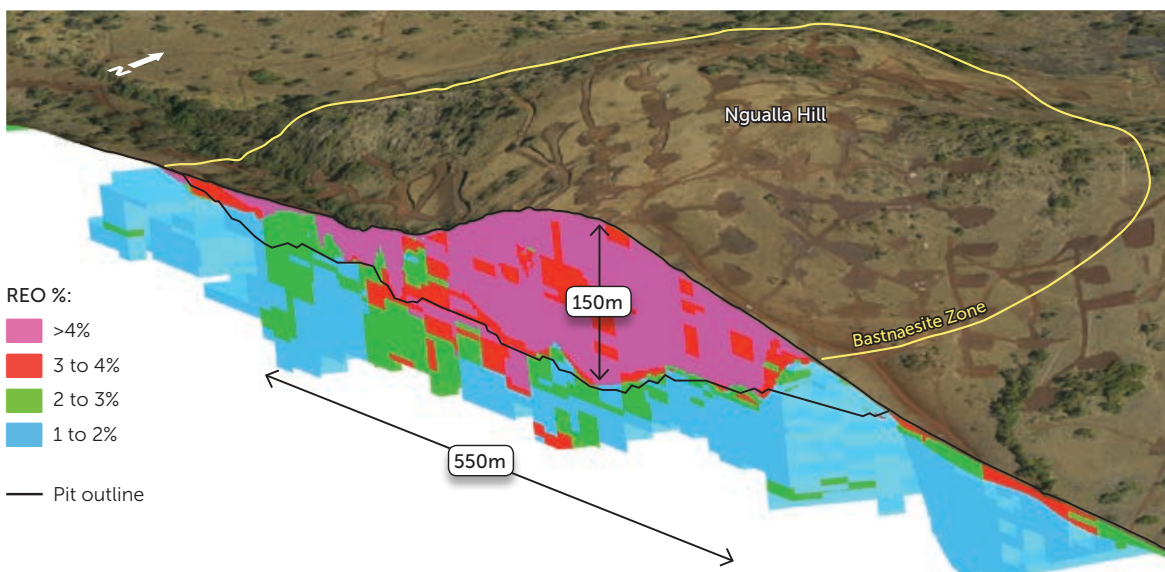 N
Ngualla Hill
150m
Bastnaesite Zone
REO %:
>4%
3 to 4%
2 to 3%
1 to 2%
550m
Pit outline